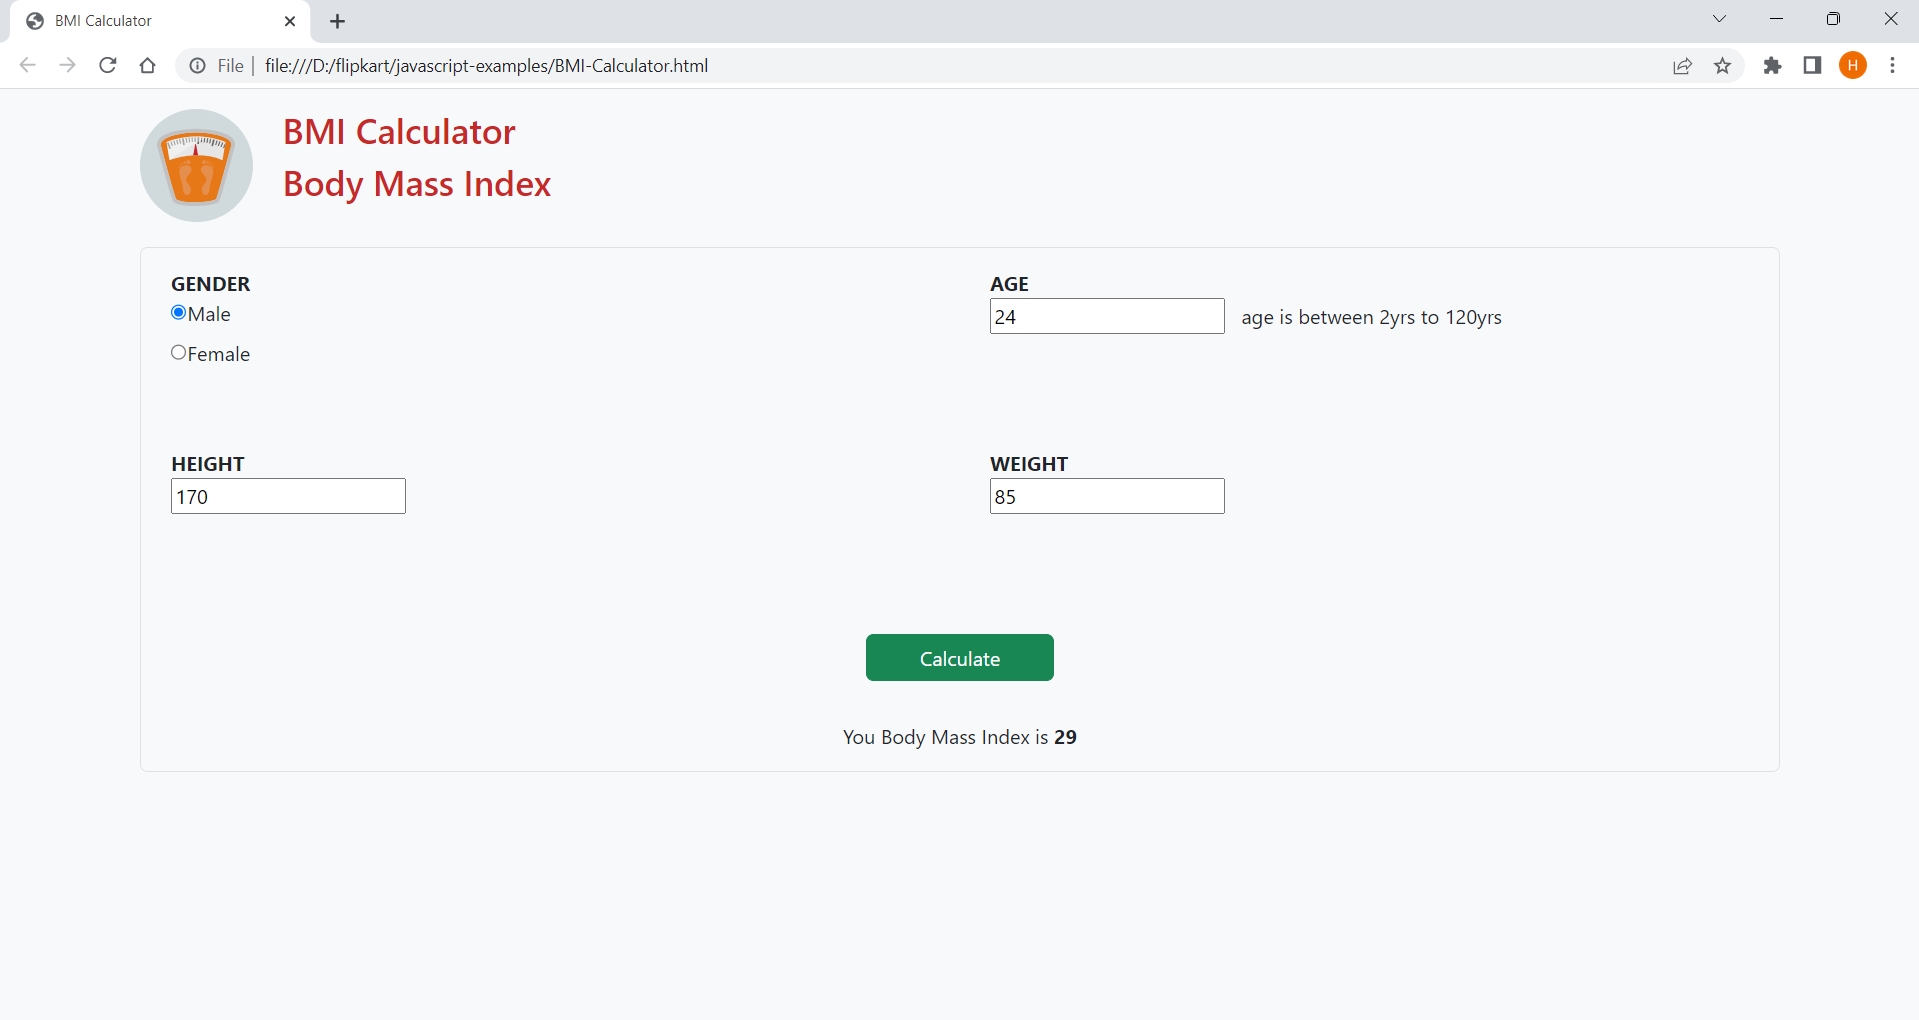 BMI Calculator
File | file:///D:/flipkart/javascript-examples/BMI-Calculator.html
H
BMI Calculator
Body Mass Index
GENDER
Male
Female
AGE
24 age is between 2yrs to 120yrs
HEIGHT
170
WEIGHT
85
Calculate
You Body Mass Index is 29